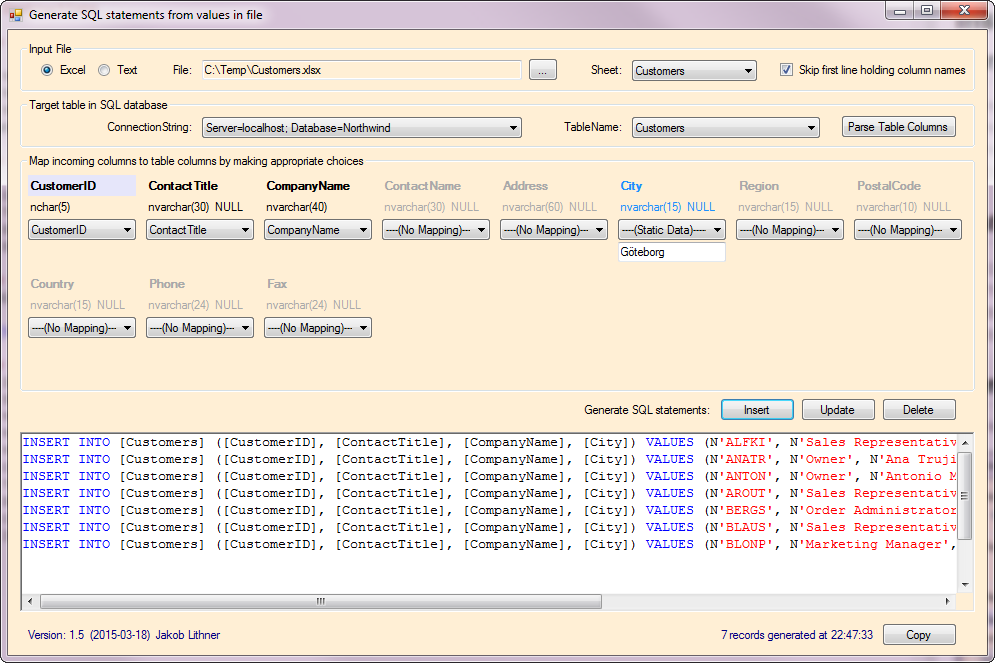 Generate SQL statements from values in file
Input File
Excel Text File: C:\Temp\Customers.xlsx ... Sheet: Customers Skip first line holding column names
Target table in SQL database
ConnectionString: Server=localhost; Database=Northwind TableName: Customers Parse Table Columns
Map incoming columns to table columns by making appropriate choices
CustomerID ContactTitle CompanyName ContactName Address City Region PostalCode
nchar(5) nvarchar(30) NULL nvarchar(40) nvarchar(30) NULL nvarchar(60) NULL nvarchar(15) NULL nvarchar(15) NULL nvarchar(10) NULL
CustomerID ContactTitle CompanyName ----(No Mapping)--- ----(No Mapping)--- ----(Static Data)---- ----(No Mapping)--- ----(No Mapping)---
Göteborg
Country Phone Fax
nvarchar(15) NULL nvarchar(24) NULL nvarchar(24) NULL
----(No Mapping)--- ----(No Mapping)--- ----(No Mapping)---
Generate SQL statements: Insert Update Delete
INSERT INTO [Customers] ([CustomerID], [ContactTitle], [CompanyName], [City]) VALUES (N'ALFKI', N'Sales Representativ
INSERT INTO [Customers] ([CustomerID], [ContactTitle], [CompanyName], [City]) VALUES (N'ANATR', N'Owner', N'Ana Truji
INSERT INTO [Customers] ([CustomerID], [ContactTitle], [CompanyName], [City]) VALUES (N'ANTON', N'Owner', N'Antonio M
INSERT INTO [Customers] ([CustomerID], [ContactTitle], [CompanyName], [City]) VALUES (N'AROUT', N'Sales Representativ
INSERT INTO [Customers] ([CustomerID], [ContactTitle], [CompanyName], [City]) VALUES (N'BERGS', N'Order Administrator
INSERT INTO [Customers] ([CustomerID], [ContactTitle], [CompanyName], [City]) VALUES (N'BLAUS', N'Sales Representativ
INSERT INTO [Customers] ([CustomerID], [ContactTitle], [CompanyName], [City]) VALUES (N'BLONP', N'Marketing Manager',
Version: 1.5 (2015-03-18) Jakob Lithner 7 records generated at 22:47:33 Copy